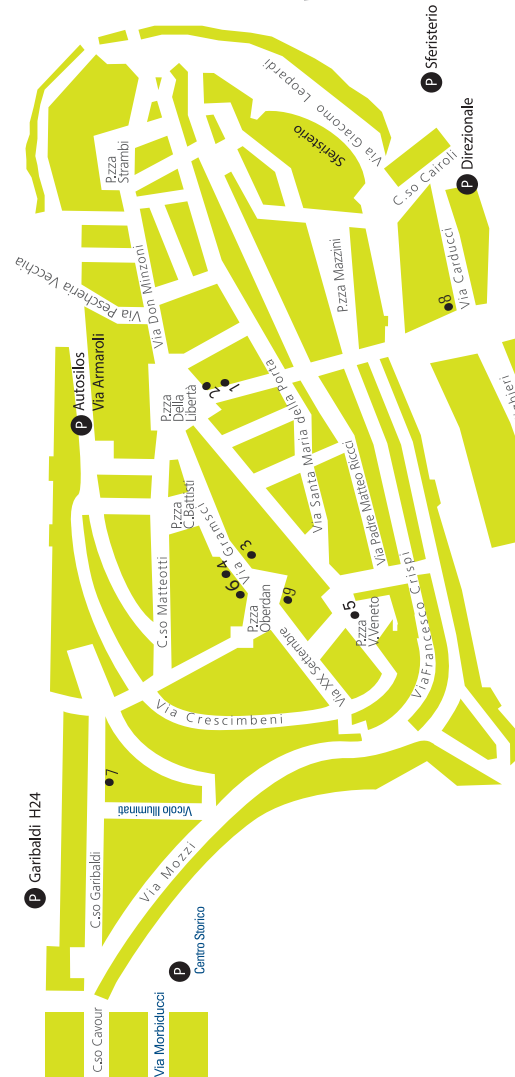 P Sferisterio
P Direzionale
Via Giacomo Leopardi
Sferisterio
C.so Cairoli
Via Carducci
8
P.zza
Strambi
P.zza Mazzini
Via Pescheria Vecchia
Via Don Minzoni
P Autosilos
Via Armaroli
P.zza
Della
Libertà
2
1
Via Santa Maria della Porta
Via Padre Matteo Riccci
ghieri
P.zza
C.Battisti
Via Gramsci
3
4
6
9
5
C.so Matteotti
P.zza
Oberdan
P.zza
V.Veneto
Via XX Settembre
ViaFrancesco Crispi
Via Crescimbeni
7
Vicolo Illuminati
P Garibaldi H24
C.so Garibaldi
Via Mozzi
P
Centro Storico
C.so Cavour
Via Morbiducci